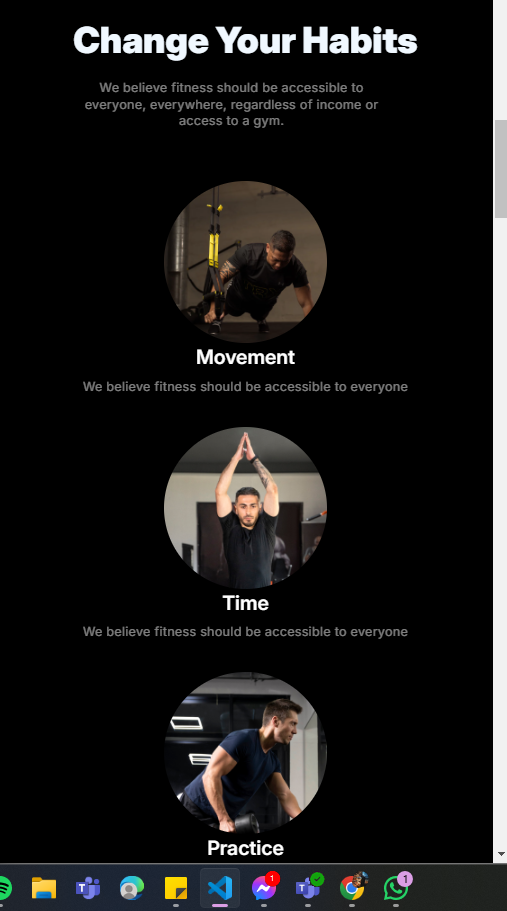 Change Your Habits
We believe fitness should be accessible to
everyone, everywhere, regardless of income or
access to a gym.
Movement
We believe fitness should be accessible to everyone
Time
We believe fitness should be accessible to everyone
Practice
1
1